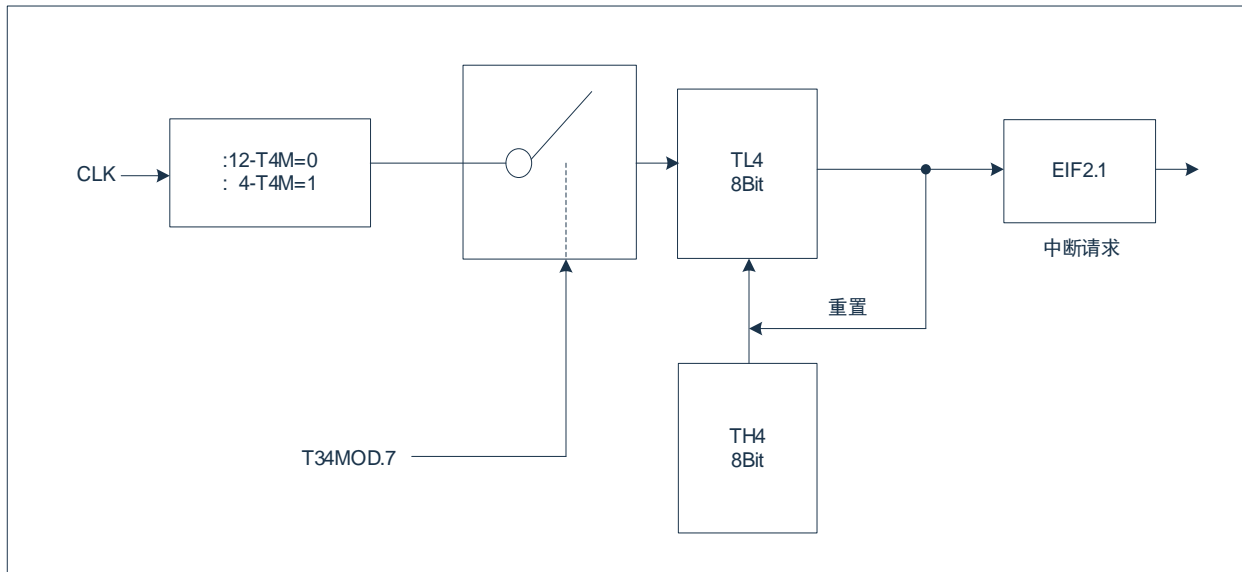 CLK
:12-T4M=0
: 4-T4M=1
TL4
8Bit
EIF2.1
中断请求
重置
TH4
8Bit
T34MOD.7